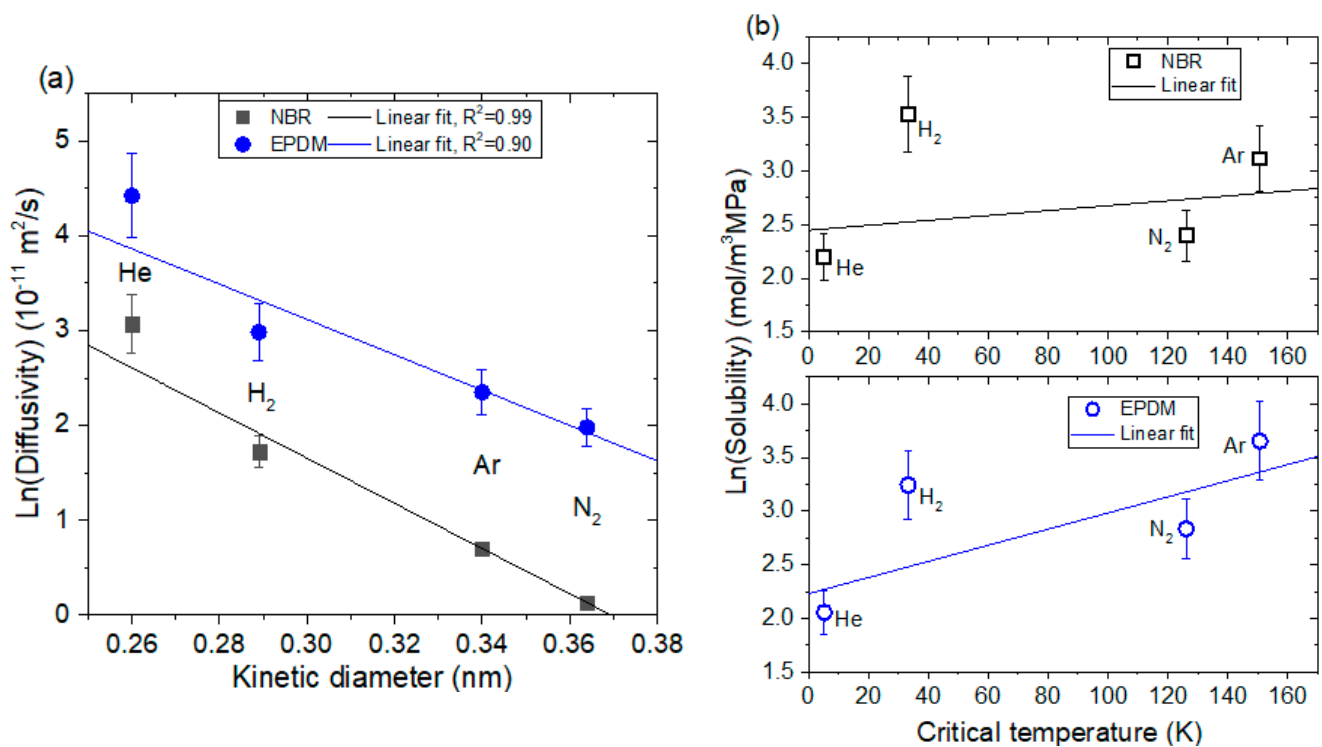 (a)
NBR Linear fit, R²=0.99
EPDM Linear fit, R²=0.90
Ln(Diffusivity) (10⁻¹¹ m²/s)
5
4
3
2
1
0
He
H₂
Ar
N₂
0.26 0.28 0.30 0.32 0.34 0.36 0.38
Kinetic diameter (nm)
(b)
Ln(Solubility) (mol/m³MPa)
NBR
Linear fit
4.0
3.5
3.0
2.5
2.0
1.5
H₂
Ar
He
N₂
0 20 40 60 80 100 120 140 160
EPDM
Linear fit
4.0
3.5
3.0
2.5
2.0
1.5
H₂
Ar
N₂
He
0 20 40 60 80 100 120 140 160
Critical temperature (K)